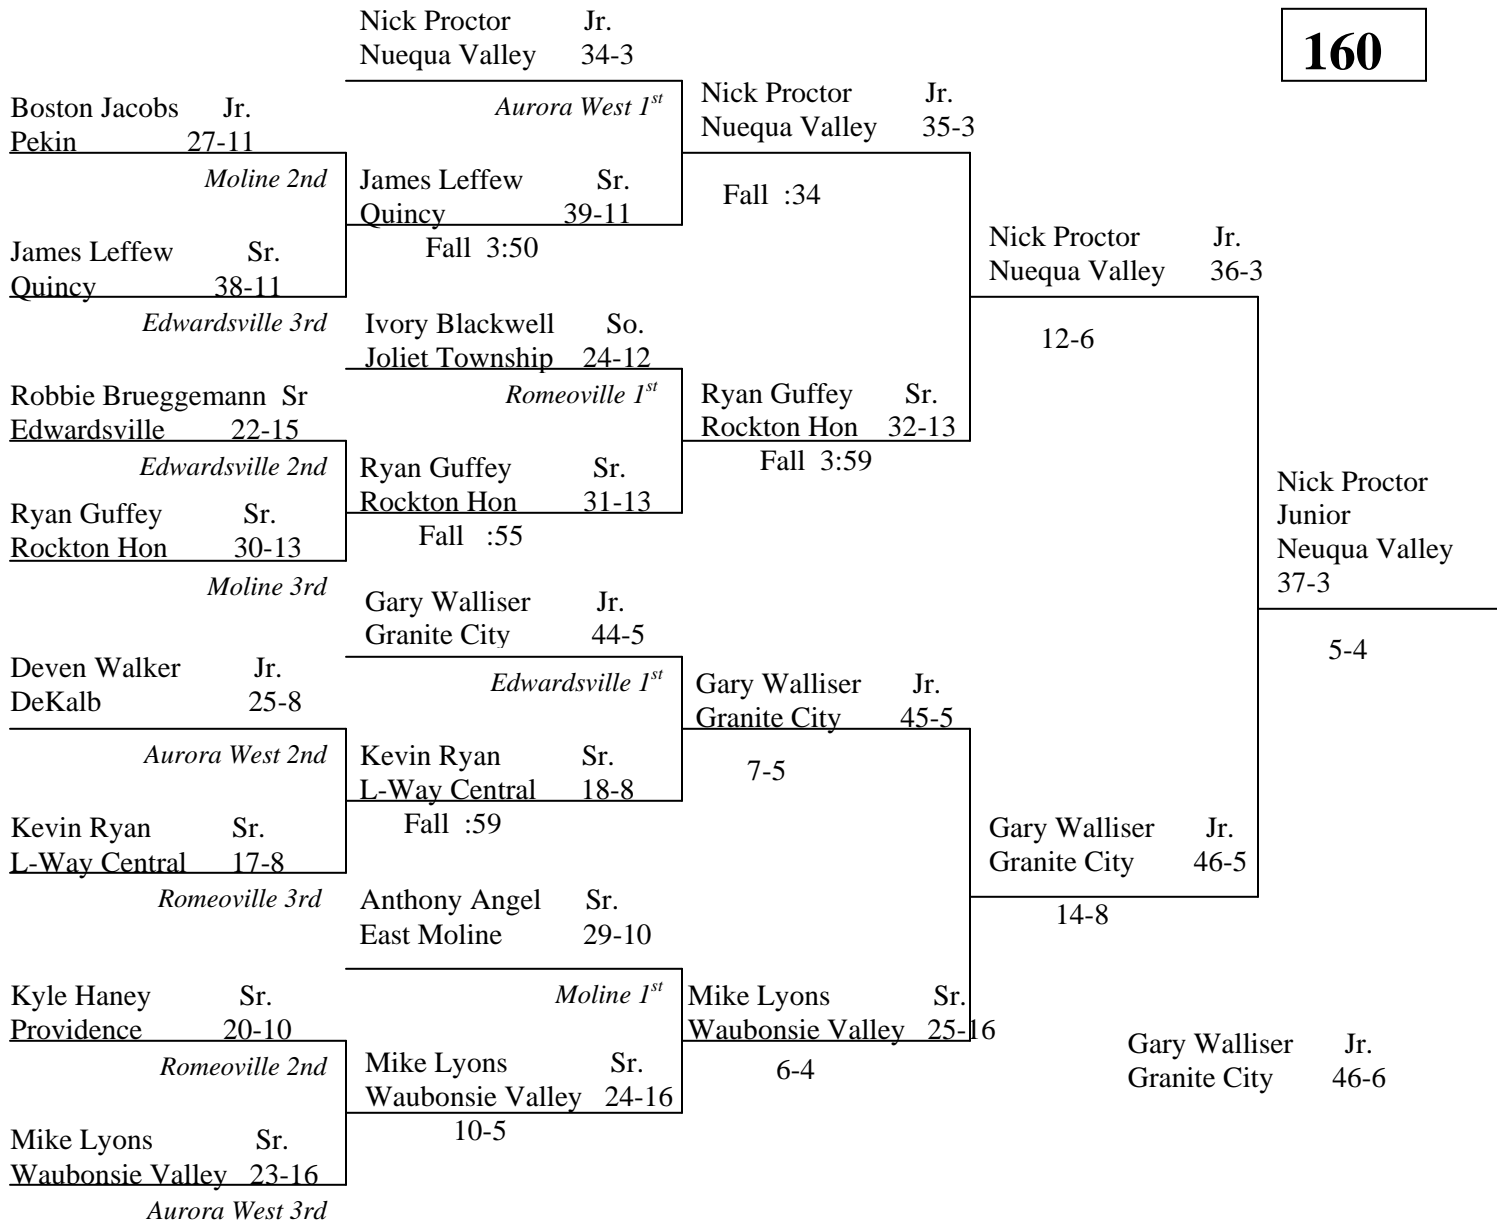 160
Nick Proctor Jr.
Nuequa Valley 34-3
Aurora West 1st
Boston Jacobs Jr.
Pekin 27-11
Moline 2nd
James Leffew Sr.
Quincy 39-11
Fall 3:50
James Leffew Sr.
Quincy 38-11
Edwardsville 3rd
Nick Proctor Jr.
Nuequa Valley 35-3
Fall :34
Ivory Blackwell So.
Joliet Township 24-12
Romeoville 1st
Robbie Brueggemann Sr
Edwardsville 22-15
Edwardsville 2nd
Ryan Guffey Sr.
Rockton Hon 31-13
Fall :55
Ryan Guffey Sr.
Rockton Hon 30-13
Moline 3rd
Ryan Guffey Sr.
Rockton Hon 32-13
Fall 3:59
Nick Proctor Jr.
Nuequa Valley 36-3
12-6
Gary Walliser Jr.
Granite City 44-5
Edwardsville 1st
Deven Walker Jr.
DeKalb 25-8
Aurora West 2nd
Kevin Ryan Sr.
L-Way Central 18-8
Fall :59
Kevin Ryan Sr.
L-Way Central 17-8
Romeoville 3rd
Gary Walliser Jr.
Granite City 45-5
7-5
Anthony Angel Sr.
East Moline 29-10
Moline 1st
Kyle Haney Sr.
Providence 20-10
Romeoville 2nd
Mike Lyons Sr.
Waubonsie Valley 24-16
10-5
Mike Lyons Sr.
Waubonsie Valley 23-16
Aurora West 3rd
Mike Lyons Sr.
Waubonsie Valley 25-16
6-4
Gary Walliser Jr.
Granite City 46-5
14-8
Nick Proctor
Junior
Neuqua Valley
37-3
5-4
Gary Walliser Jr.
Granite City 46-6